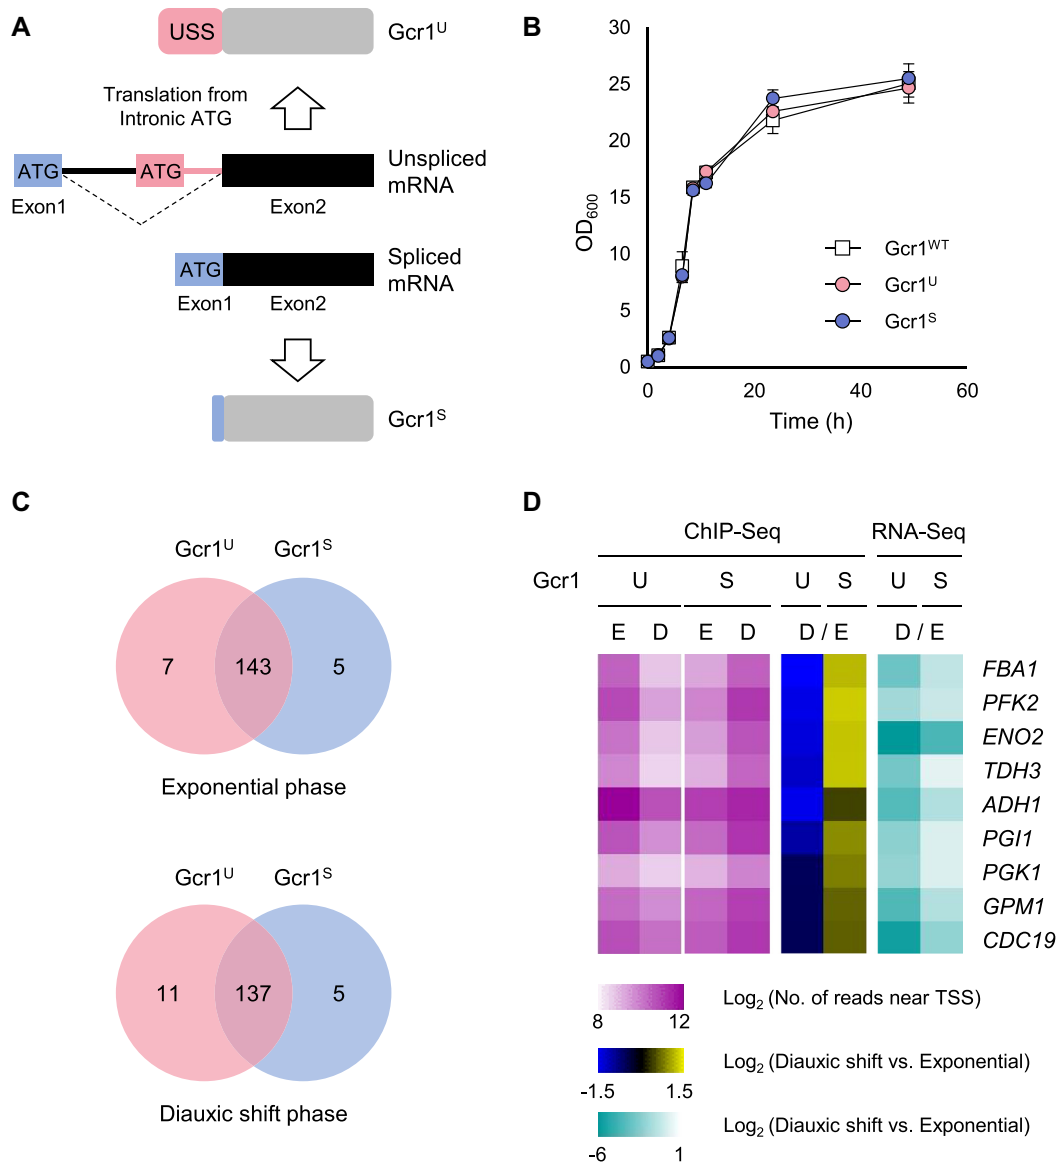 A
USS
Gcr1ᵁ
Translation from
Intronic ATG
ATG
ATG
Unspliced
mRNA
Exon1
Exon2
ATG
Spliced
mRNA
Exon1
Exon2
Gcr1ˢ
B
30
25
20
15
10
5
0
OD₆₀₀
Gcr1ᵂᵀ
Gcr1ᵁ
Gcr1ˢ
0
20
40
60
Time (h)
C
Gcr1ᵁ
Gcr1ˢ
7
143
5
Exponential phase
Gcr1ᵁ
Gcr1ˢ
11
137
5
Diauxic shift phase
D
ChIP-Seq
RNA-Seq
Gcr1
U
S
U
S
U
S
E
D
E
D
D / E
D / E
FBA1
PFK2
ENO2
TDH3
ADH1
PGI1
PGK1
GPM1
CDC19
Log₂ (No. of reads near TSS)
8
12
Log₂ (Diauxic shift vs. Exponential)
-1.5
1.5
Log₂ (Diauxic shift vs. Exponential)
-6
1